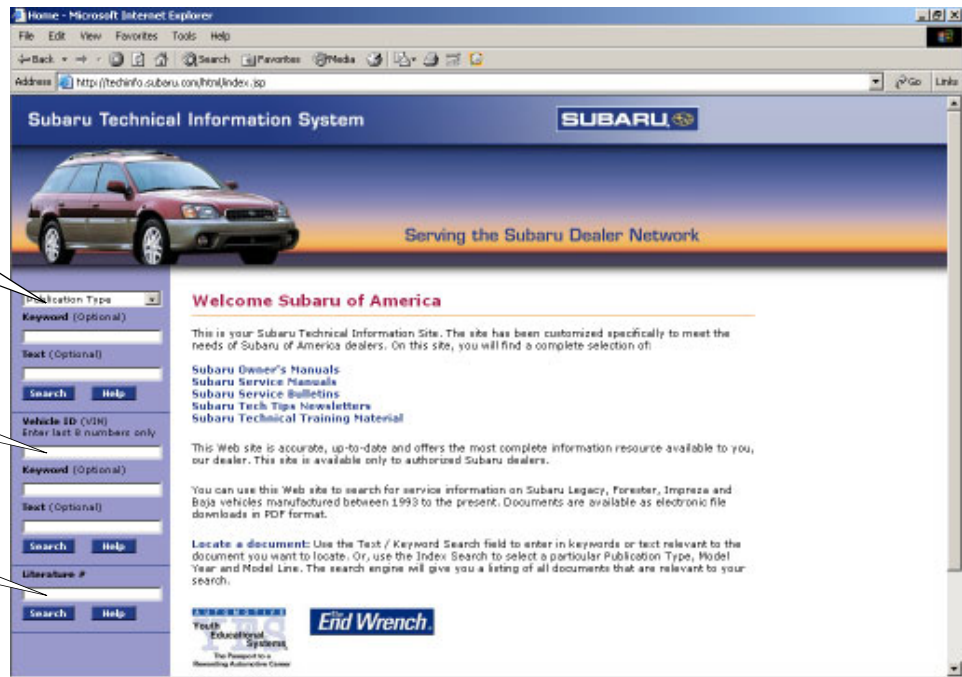 Home - Microsoft Internet Explorer
File Edit View Favorites Tools Help
Back Search Favorites Media
Address http://techinfo.subaru.com/html/index.jsp Go Links
Subaru Technical Information System
SUBARU
Serving the Subaru Dealer Network
Publication Type
Keyword (Optional)
Text (Optional)
Search Help
Vehicle ID (VIN)
Enter last 8 numbers only
Keyword (Optional)
Text (Optional)
Search Help
Literature #
Search Help
Welcome Subaru of America
This is your Subaru Technical Information Site. The site has been customized specifically to meet the
needs of Subaru of America dealers. On this site, you will find a complete selection of:
Subaru Owner's Manuals
Subaru Service Manuals
Subaru Service Bulletins
Subaru Tech Tips Newsletters
Subaru Technical Training Material
This Web site is accurate, up-to-date and offers the most complete information resource available to you,
our dealer. This site is available only to authorized Subaru dealers.
You can use this Web site to search for service information on Subaru Legacy, Forester, Impreza and
Baja vehicles manufactured between 1993 to the present. Documents are available as electronic file
downloads in PDF format.
Locate a document: Use the Text / Keyword Search field to enter in keywords or text relevant to the
document you want to locate. Or, use the Index Search to select a particular Publication Type, Model
Year and Model Line. The search engine will give you a listing of all documents that are relevant to your
search.
AUTOMOTIVE
YES
Youth
Educational
Systems
The Passport to a
Rewarding Automotive Career
The
End Wrench.